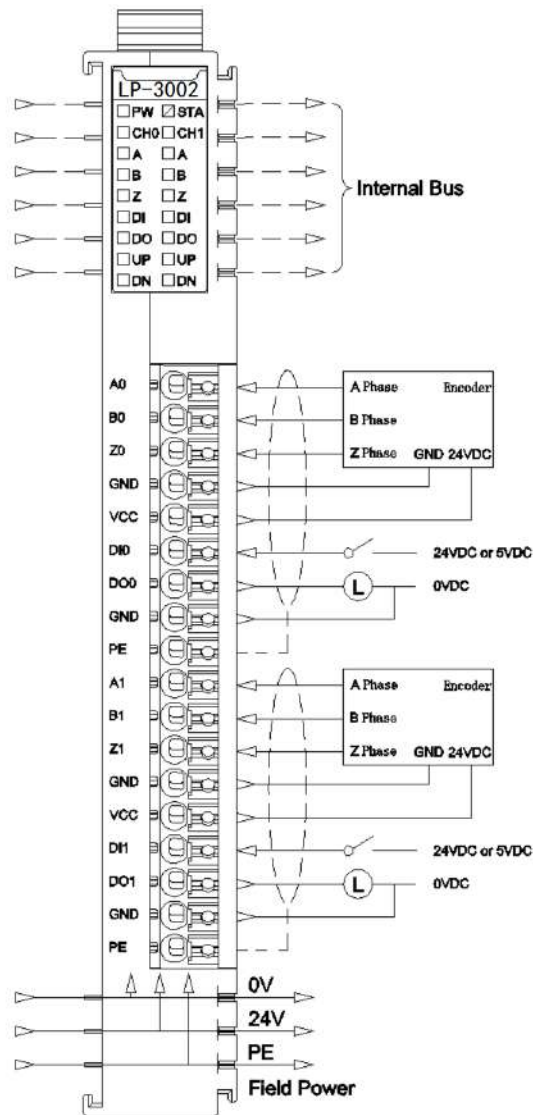 LP-3002
PW STA
CH0 CH1
A A
B B
Z Z
DI DI
DO DO
UP UP
DN DN
Internal Bus
A0
B0
Z0
GND
VCC
DI0
DO0
GND
PE
A Phase Encoder
B Phase
Z Phase GND 24VDC
24VDC or 5VDC
L 0VDC
A1
B1
Z1
GND
VCC
DI1
DO1
GND
PE
A Phase Encoder
B Phase
Z Phase GND 24VDC
24VDC or 5VDC
L 0VDC
0V
24V
PE
Field Power